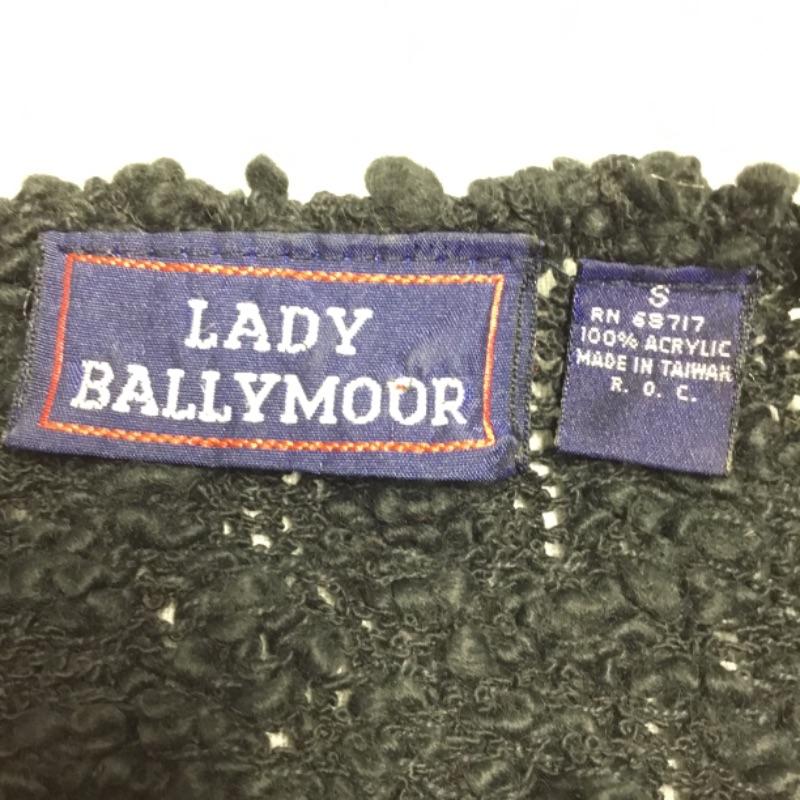 LADY
BALLYMOOR
S
RN 68717
100% ACRYLIC
MADE IN TAIWAN
R. O. C.